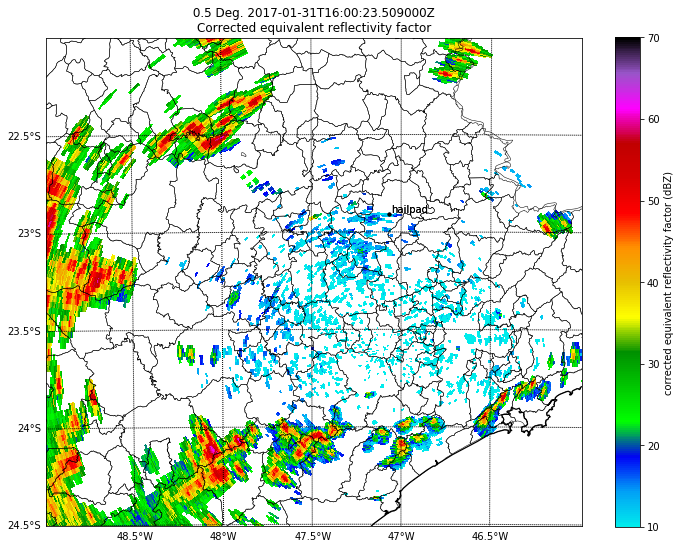 0.5 Deg. 2017-01-31T16:00:23.509000Z
Corrected equivalent reflectivity factor
70
60
50
40
30
20
10
corrected equivalent reflectivity factor (dBZ)
22.5°S
23°S
23.5°S
24°S
24.5°S
hailpad
48.5°W
48°W
47.5°W
47°W
46.5°W